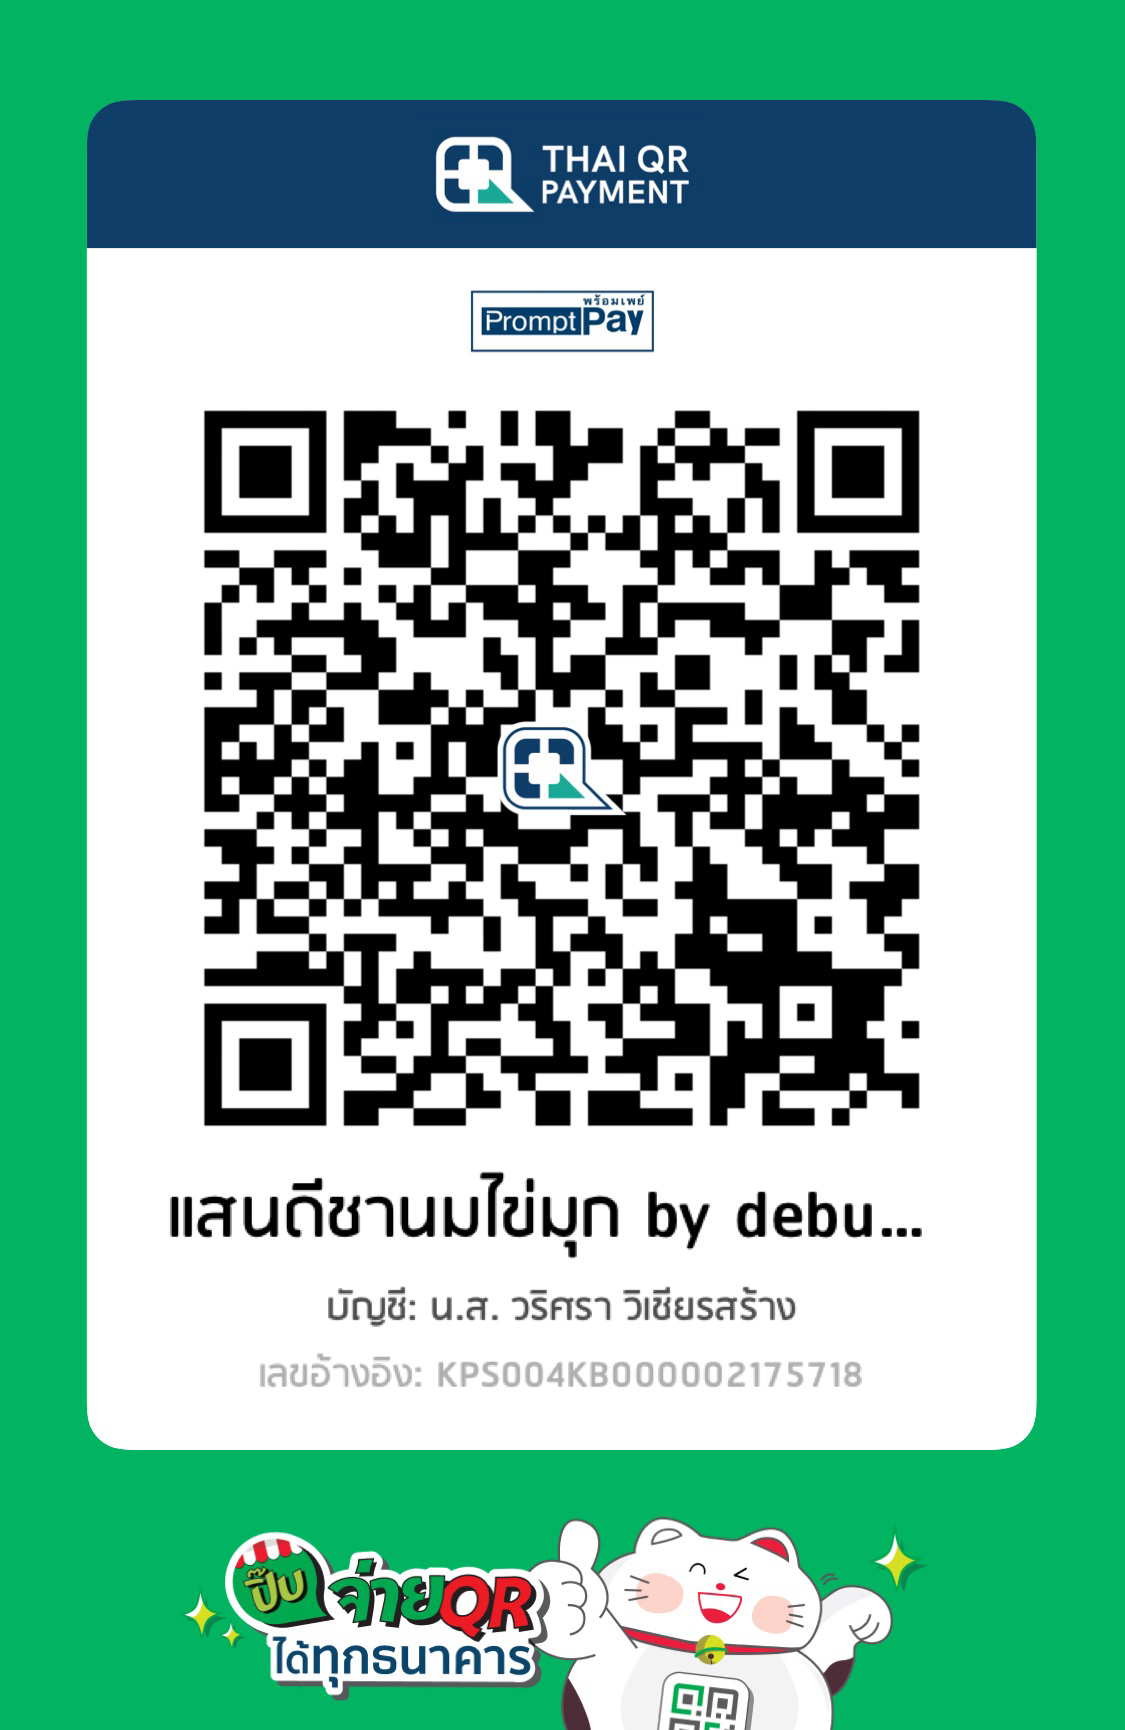 THAI QR
PAYMENT
พร้อมเพย์
PromptPay
แสนดีชานมไข่มุก by debu...
บัญชี: น.ส. วริศรา วิเชียรสร้าง
เลขอ้างอิง: KPS004KB000002175718
ปิ๊บ จ่ายQR
ได้ทุกธนาคาร